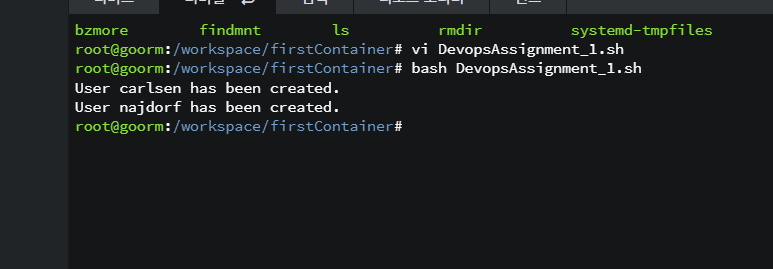 bzmore findmnt ls rmdir systemd-tmpfiles
root@goorm:/workspace/firstContainer# vi DevopsAssignment_1.sh
root@goorm:/workspace/firstContainer# bash DevopsAssignment_1.sh
User carlsen has been created.
User najdorf has been created.
root@goorm:/workspace/firstContainer#